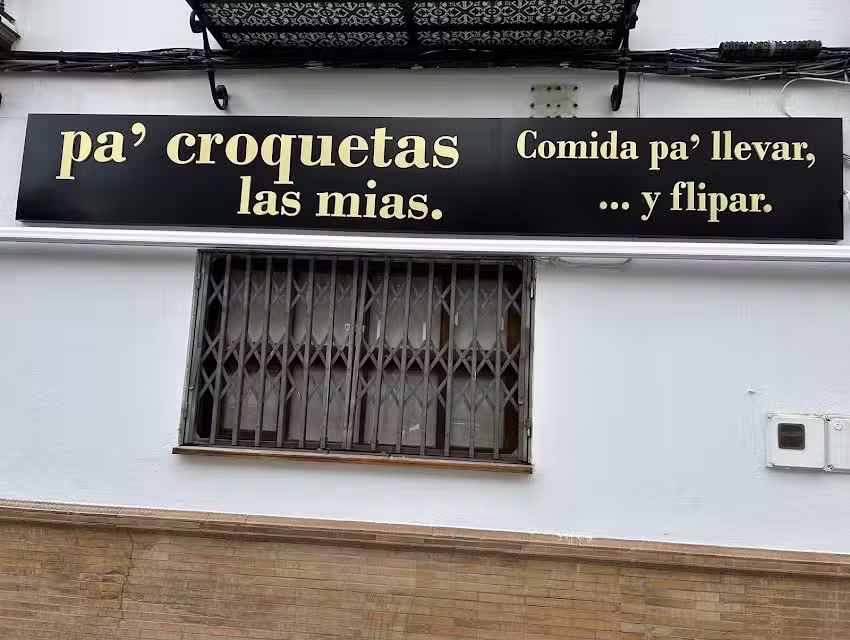 pa’ croquetas
las mias.
Comida pa’ llevar,
... y flipar.